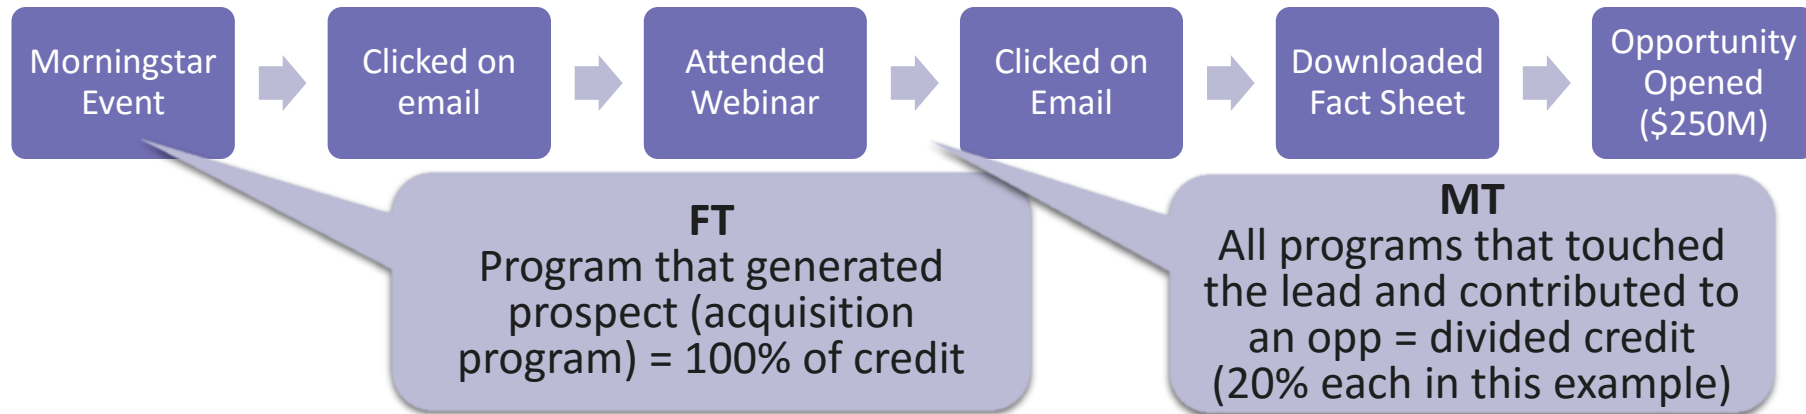 Morningstar
Event
Clicked on
email
Attended
Webinar
Clicked on
Email
Downloaded
Fact Sheet
Opportunity
Opened
($250M)
FT
Program that generated
prospect (acquisition
program) = 100% of credit
MT
All programs that touched
the lead and contributed to
an opp = divided credit
(20% each in this example)